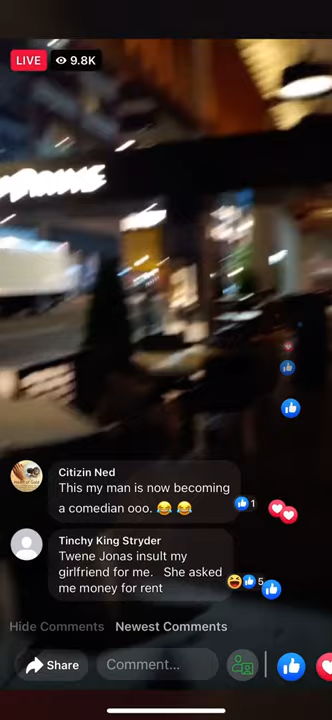 LIVE 9.8K
Citizin Ned
This my man is now becoming
a comedian ooo. 😂 😂
1
Tinchy King Stryder
Twene Jonas insult my
girlfriend for me. She asked
me money for rent
5
Hide Comments Newest Comments
Share Comment...